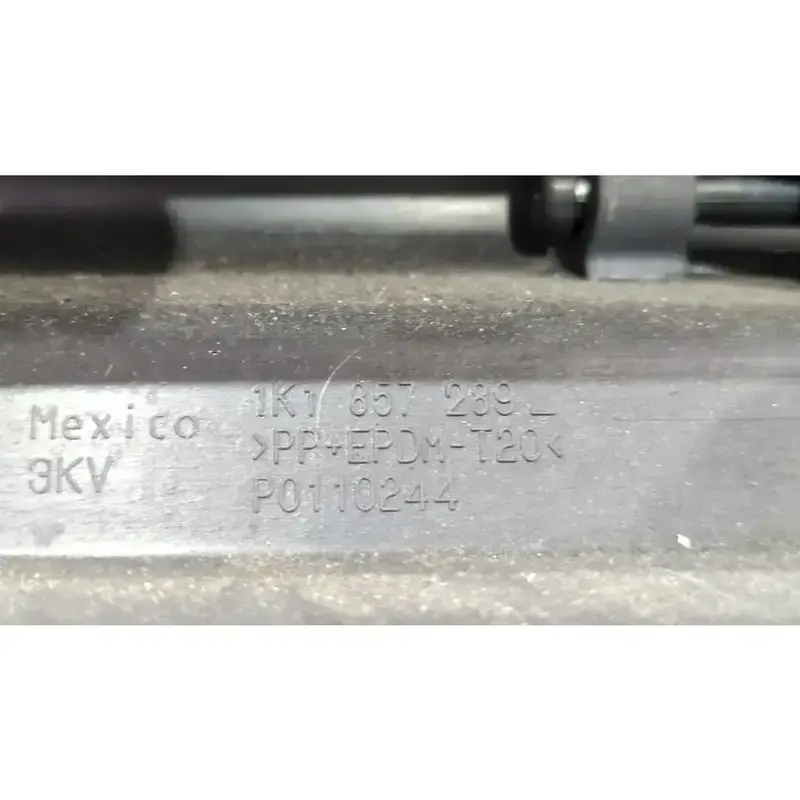 Mexico
3KV
1K1 857 289 L
>PP+EPDM-T20<
P0110244